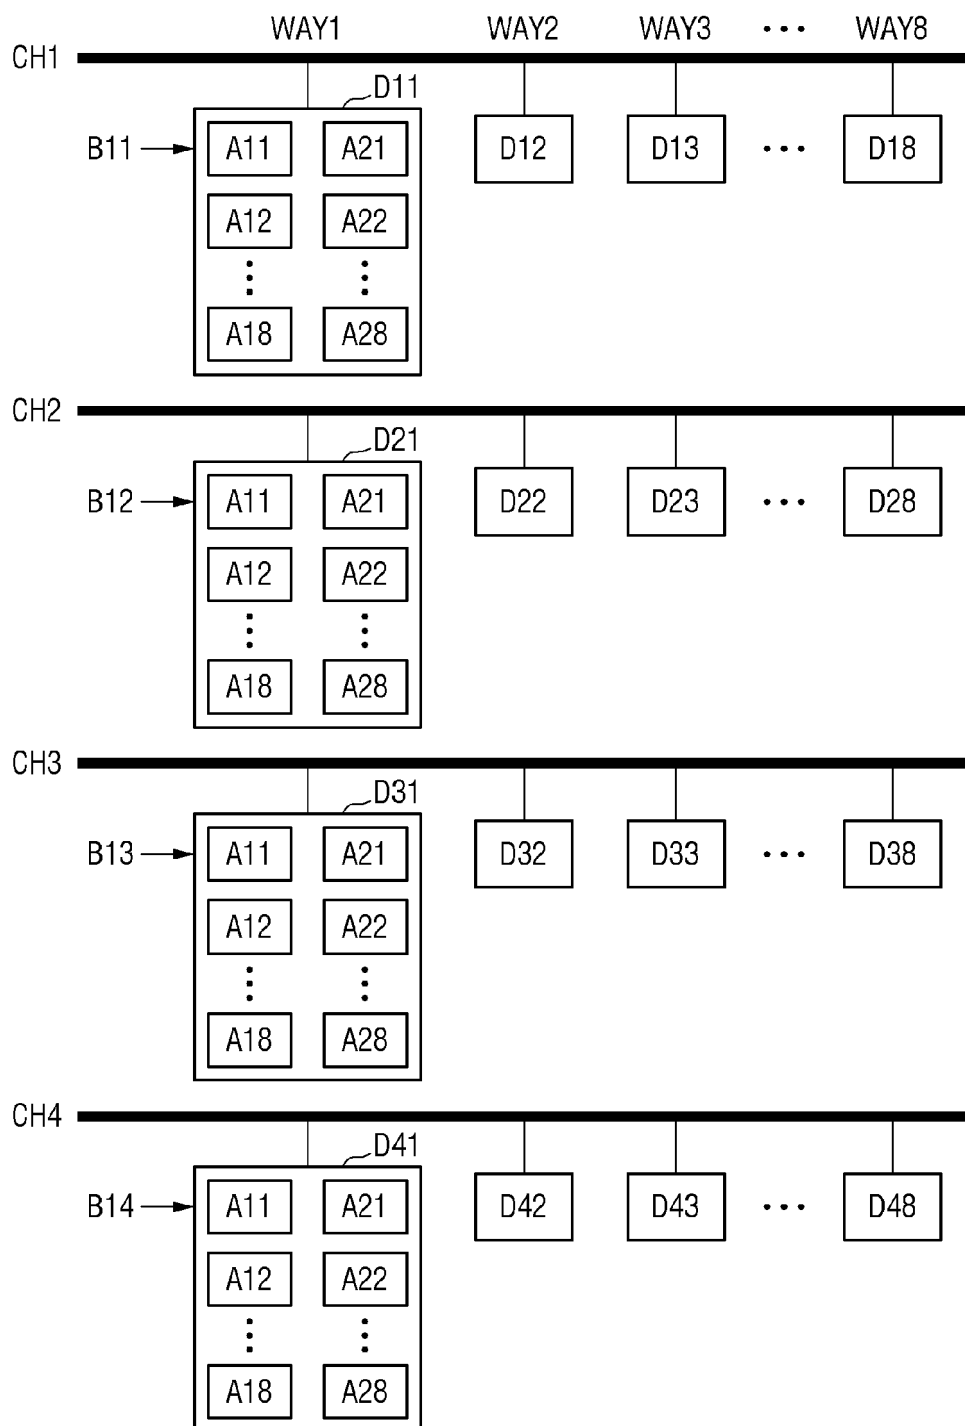 WAY1 WAY2 WAY3 ••• WAY8
CH1
D11
B11 A11 A21 D12 D13 ••• D18
A12 A22
A18 A28
CH2
D21
B12 A11 A21 D22 D23 ••• D28
A12 A22
A18 A28
CH3
D31
B13 A11 A21 D32 D33 ••• D38
A12 A22
A18 A28
CH4
D41
B14 A11 A21 D42 D43 ••• D48
A12 A22
A18 A28